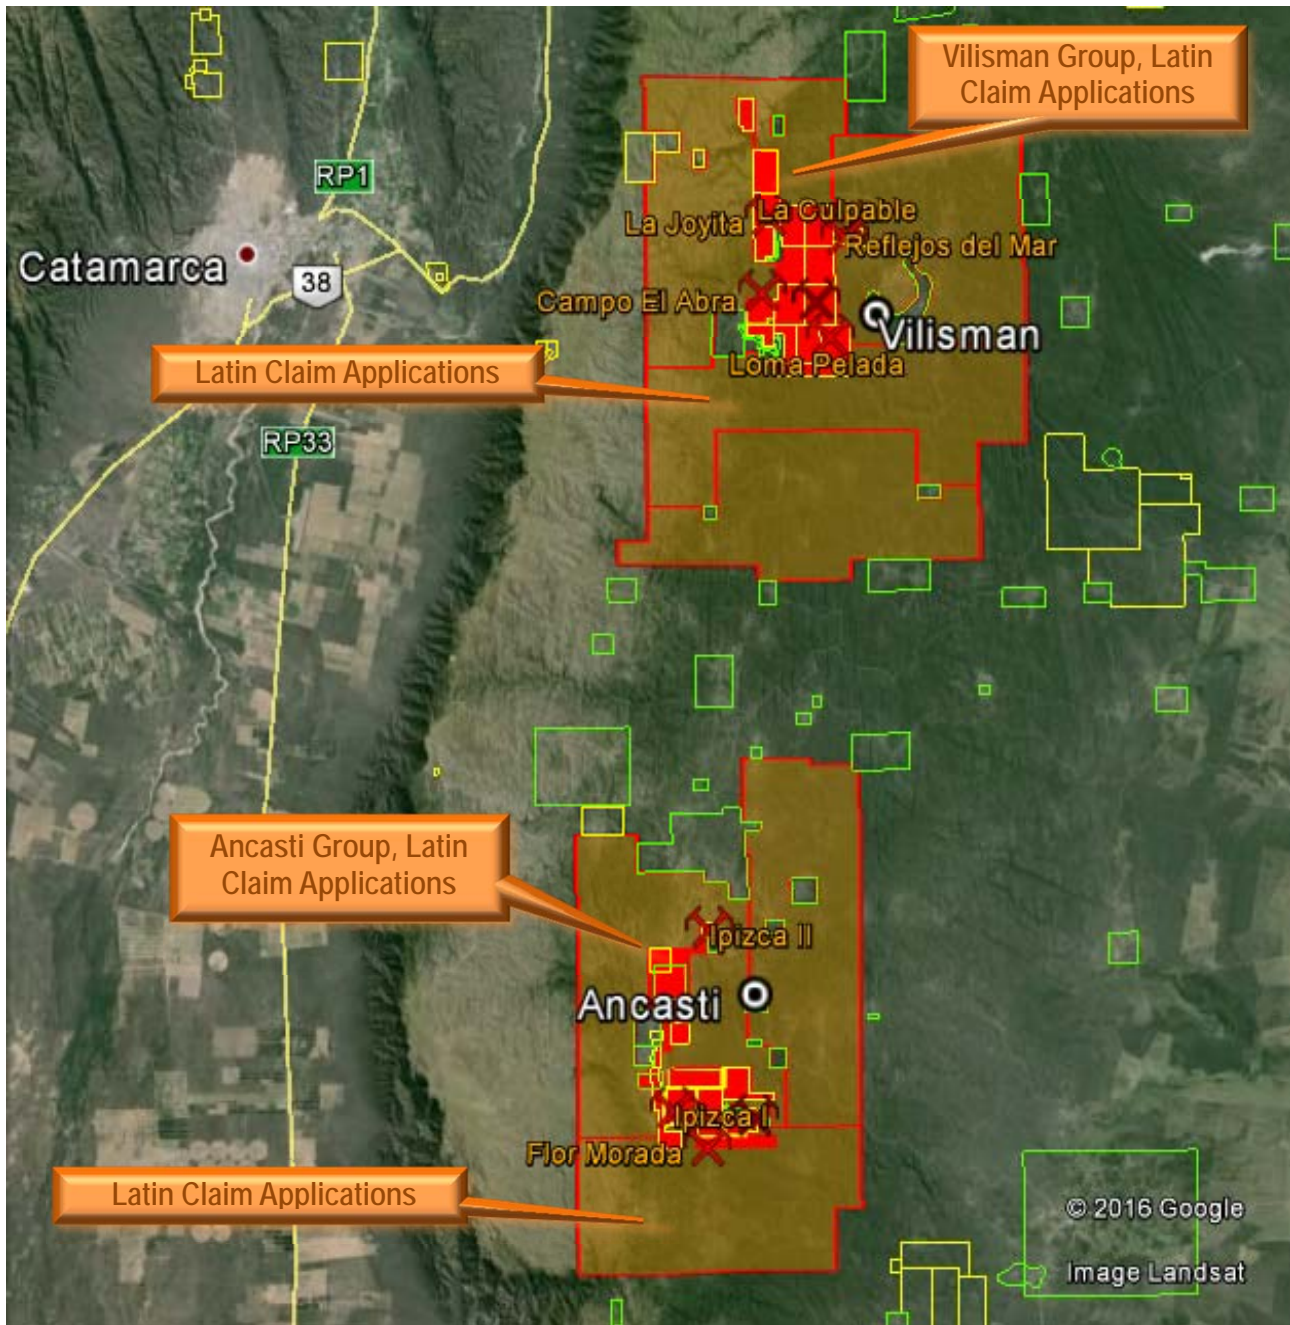 Vilisman Group, Latin
Claim Applications
RP1
La Joyita
La Culpable
Reflejos del Mar
Catamarca
38
Campo El Abra
Vilisman
Latin Claim Applications
Loma Pelada
RP33
Ancasti Group, Latin
Claim Applications
Ipizca II
Ancasti
Ipizca I
Flor Morada
Latin Claim Applications
© 2016 Google
Image Landsat